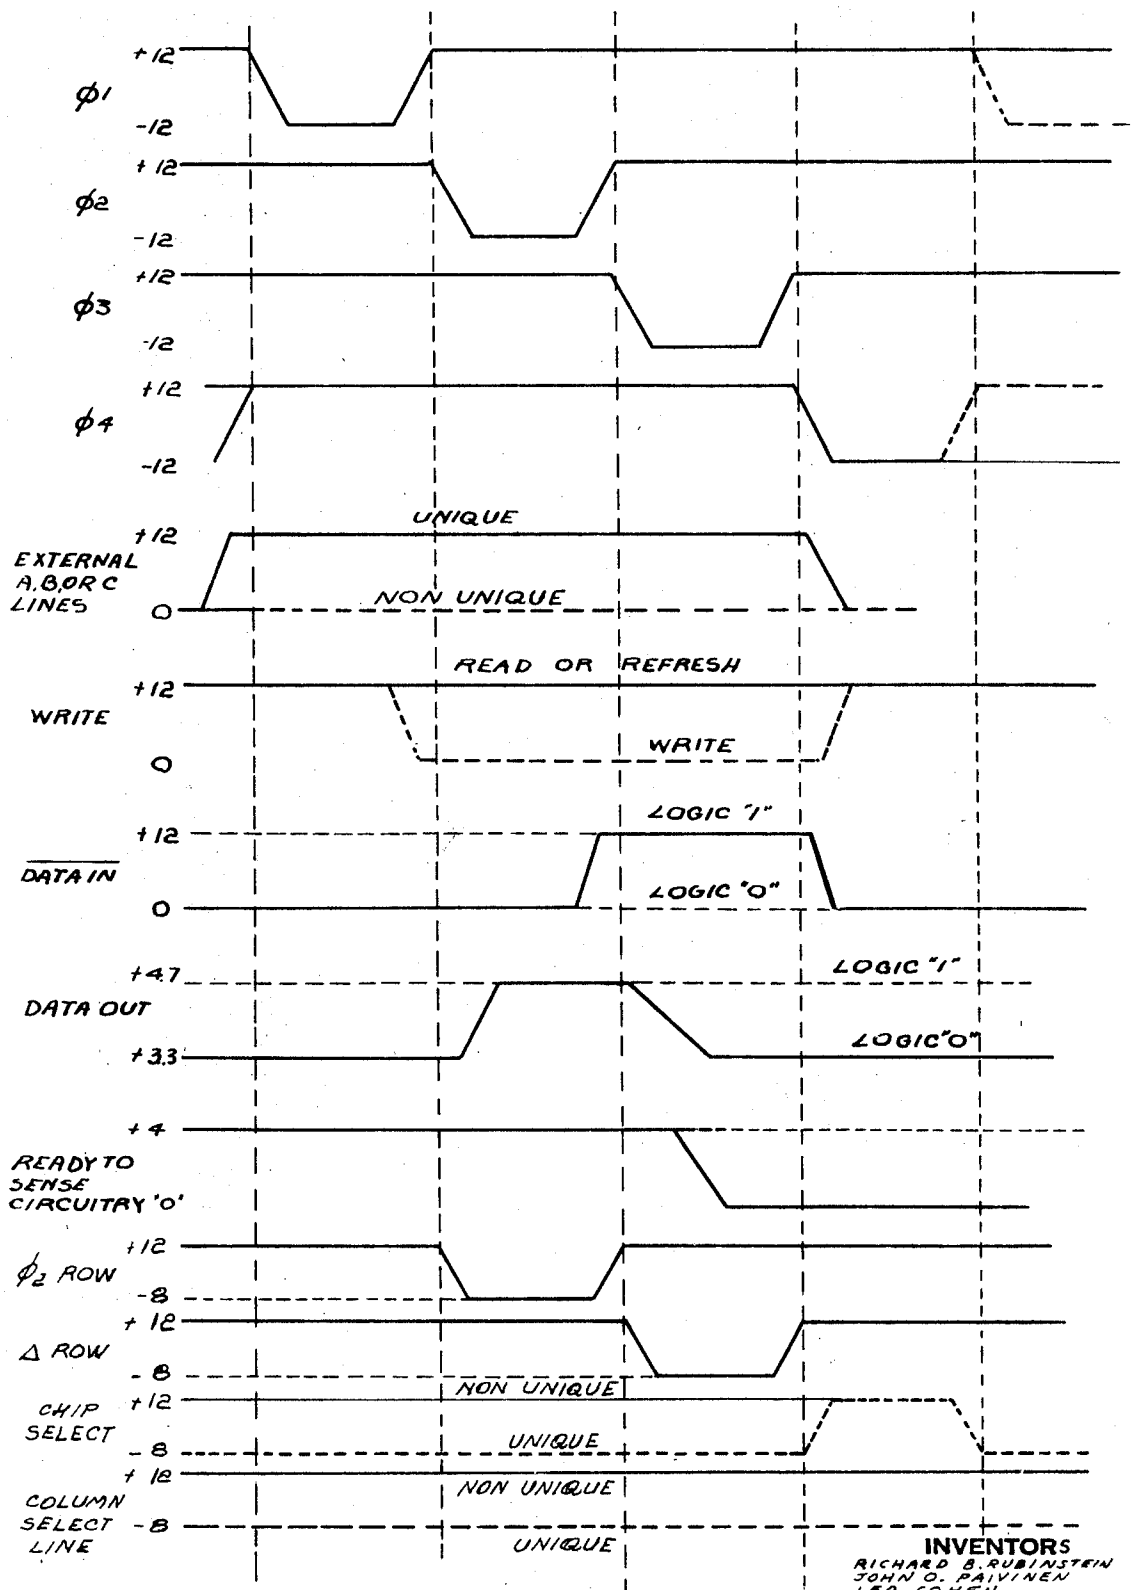 +12
φ1
-12
+12
φ2
-12
+12
φ3
-12
+12
φ4
-12
UNIQUE
+12
EXTERNAL
A.B,OR C
LINES
NON UNIQUE
0
READ OR REFRESH
+12
WRITE
WRITE
0
LOGIC "1"
+12
DATA IN
LOGIC "0"
0
LOGIC "1"
+4.7
DATA OUT
LOGIC "0"
+3.3
+4
READY TO
SENSE
CIRCUITRY '0'
+12
φ2 ROW
-8
+12
Δ ROW
-8
NON UNIQUE
+12
CHIP
SELECT
UNIQUE
-8
+12
NON UNIQUE
COLUMN
SELECT
LINE
-8
UNIQUE
INVENTORS
RICHARD B. RUBINSTEIN
JOHN O. PAIVINEN